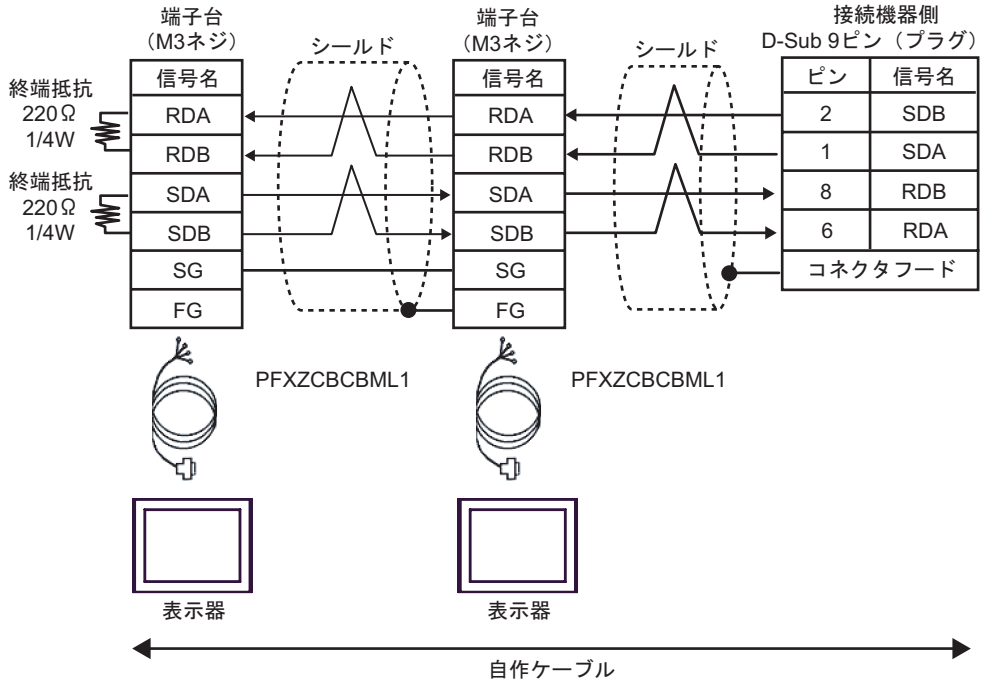 端子台
(M3ネジ)
端子台
(M3ネジ)
接続機器側
D-Sub 9ピン(プラグ)
シールド
シールド
終端抵抗
220Ω
1/4W
終端抵抗
220Ω
1/4W
信号名
RDA
RDB
SDA
SDB
SG
FG
信号名
RDA
RDB
SDA
SDB
SG
FG
ピン 信号名
2 SDB
1 SDA
8 RDB
6 RDA
コネクタフード
PFXZCBCBML1
PFXZCBCBML1
表示器
表示器
自作ケーブル